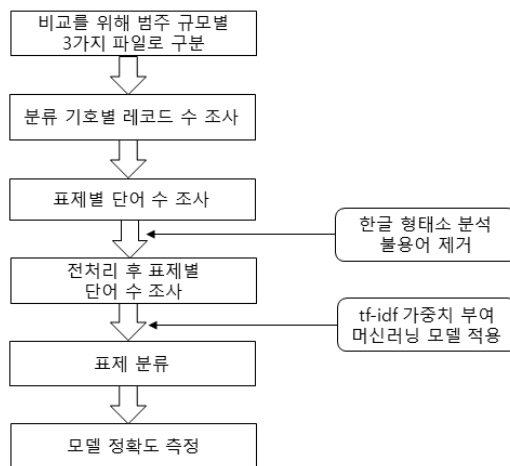 비교를 위해 범주 규모별
3가지 파일로 구분
분류 기호별 레코드 수 조사
표제별 단어 수 조사
한글 형태소 분석
불용어 제거
전처리 후 표제별
단어 수 조사
tf-idf 가중치 부여
머신러닝 모델 적용
표제 분류
모델 정확도 측정